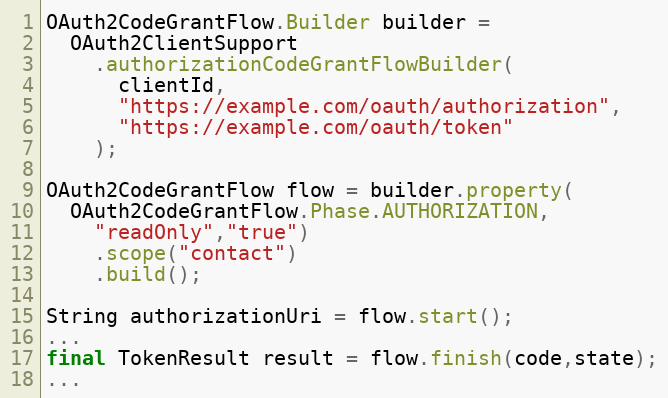 1 OAuth2CodeGrantFlow.Builder builder =
2   OAuth2ClientSupport
3     .authorizationCodeGrantFlowBuilder(
4       clientId,
5       "https://example.com/oauth/authorization",
6       "https://example.com/oauth/token"
7     );
8
9 OAuth2CodeGrantFlow flow = builder.property(
10   OAuth2CodeGrantFlow.Phase.AUTHORIZATION,
11     "readOnly","true")
12     .scope("contact")
13     .build();
14
15 String authorizationUri = flow.start();
16 ...
17 final TokenResult result = flow.finish(code,state);
18 ...